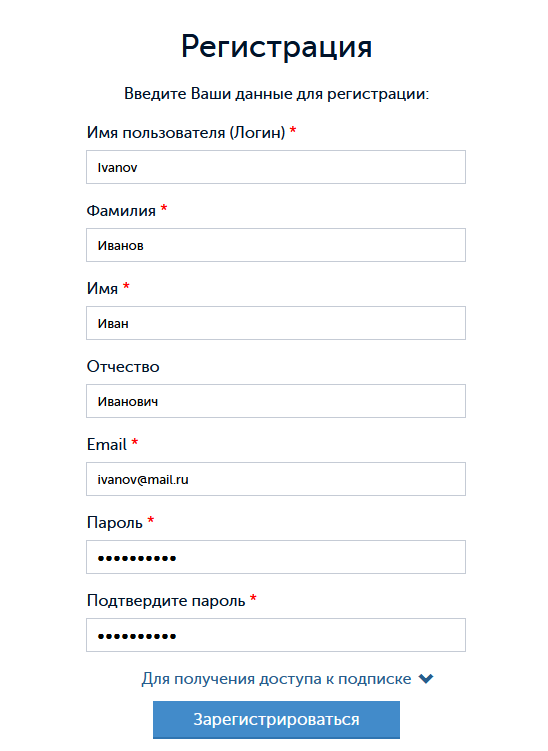 Регистрация
Введите Ваши данные для регистрации:
Имя пользователя (Логин) *
Ivanov
Фамилия *
Иванов
Имя *
Иван
Отчество
Иванович
Email *
ivanov@mail.ru
Пароль *
••••••••••
Подтвердите пароль *
••••••••••
Для получения доступа к подписке
Зарегистрироваться